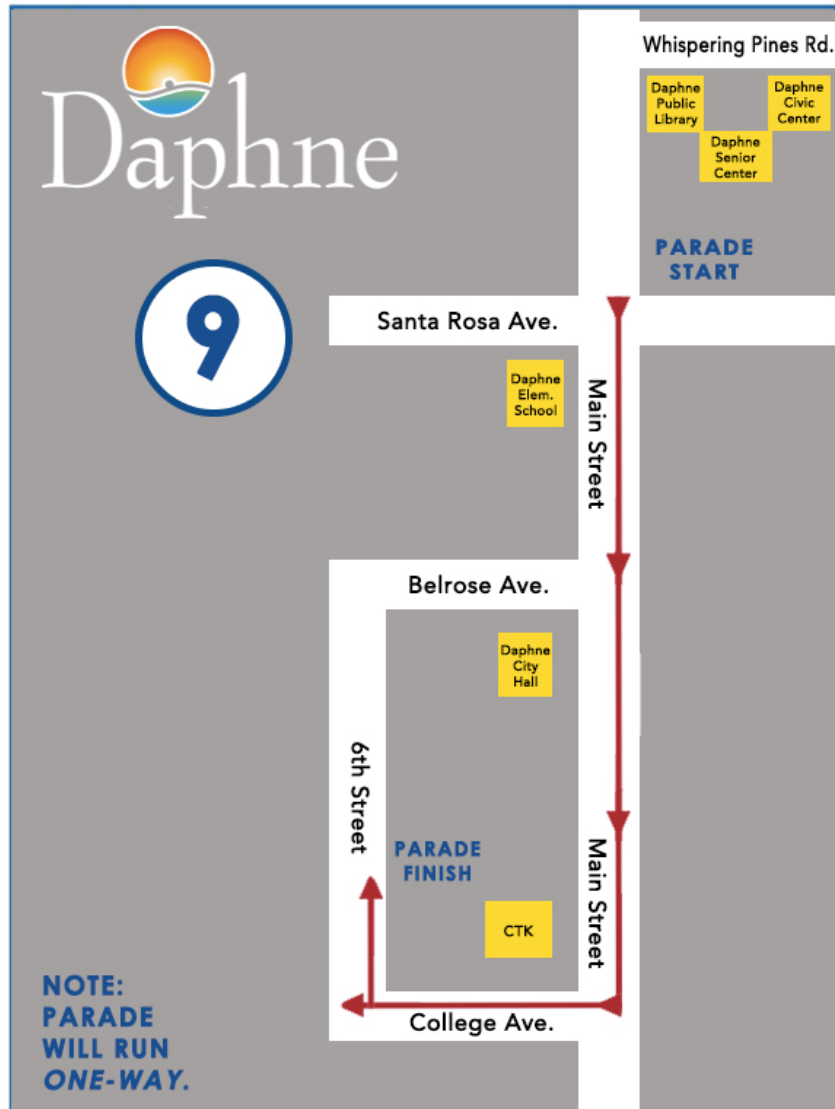 Daphne
Whispering Pines Rd.
Daphne
Public
Library
Daphne
Civic
Center
Daphne
Senior
Center
PARADE
START
9
Santa Rosa Ave.
Daphne
Elem.
School
Main Street
Belrose Ave.
Daphne
City
Hall
6th Street
PARADE
FINISH
Main Street
CTK
College Ave.
NOTE:
PARADE
WILL RUN
ONE-WAY.